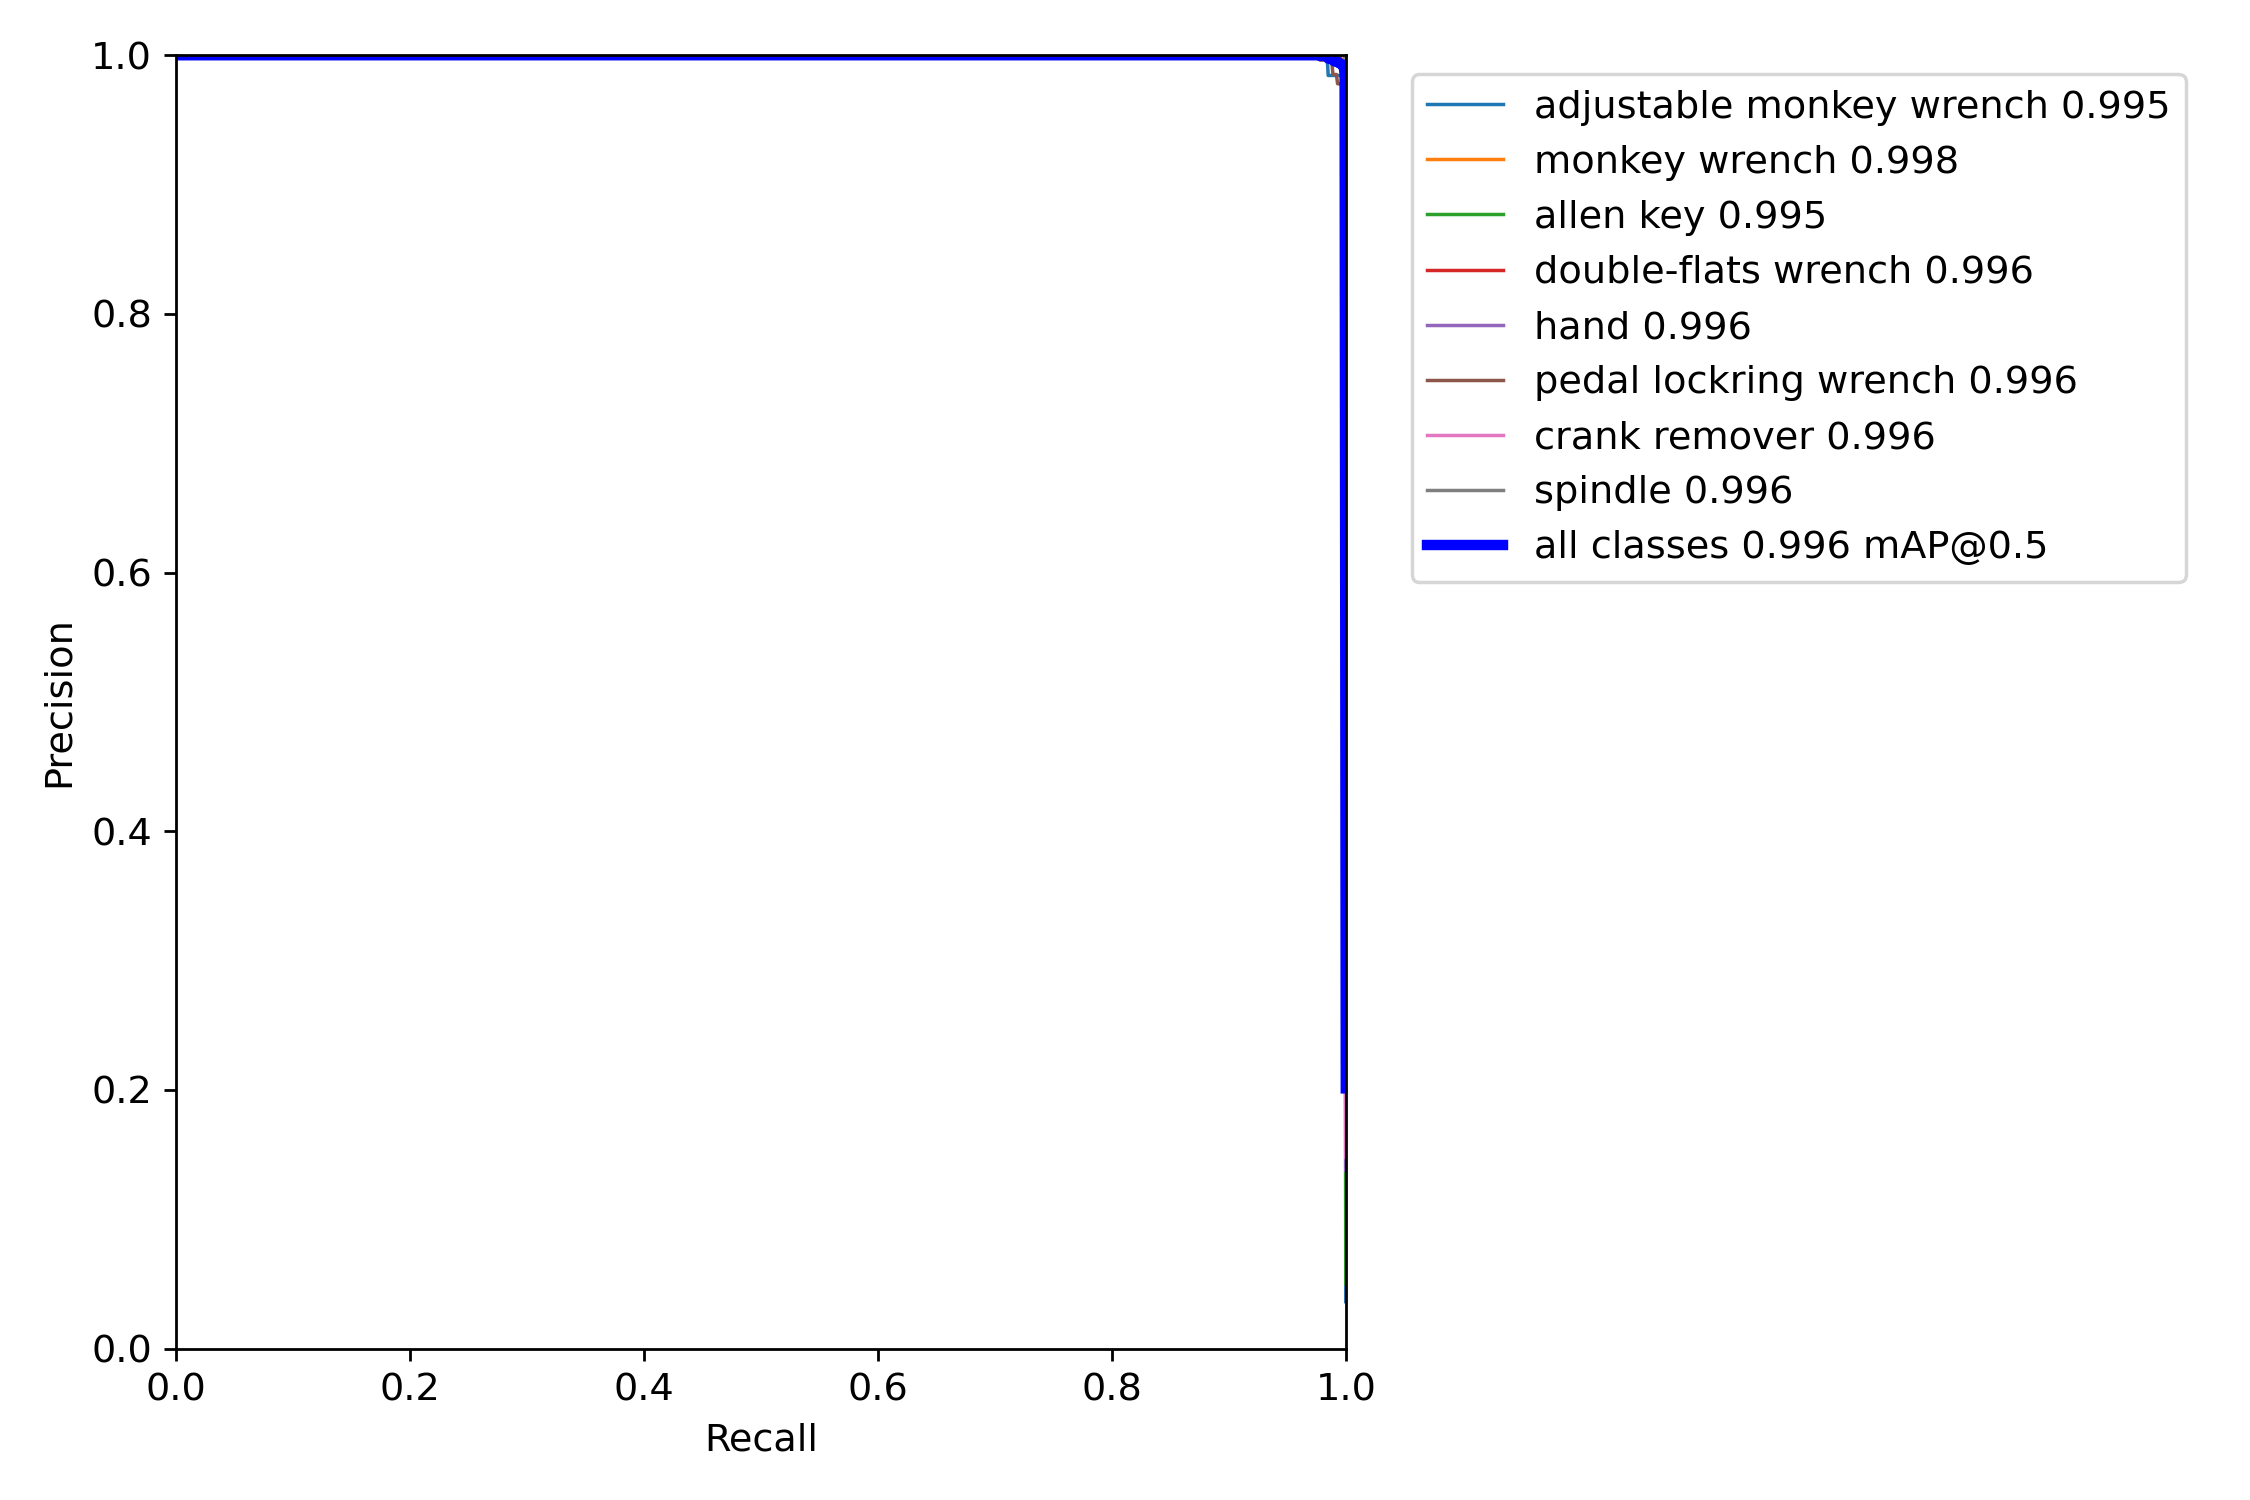 1.0
0.8
0.6
0.4
0.2
0.0
Precision
0.0 0.2 0.4 0.6 0.8 1.0
Recall
adjustable monkey wrench 0.995
monkey wrench 0.998
allen key 0.995
double-flats wrench 0.996
hand 0.996
pedal lockring wrench 0.996
crank remover 0.996
spindle 0.996
all classes 0.996 mAP@0.5